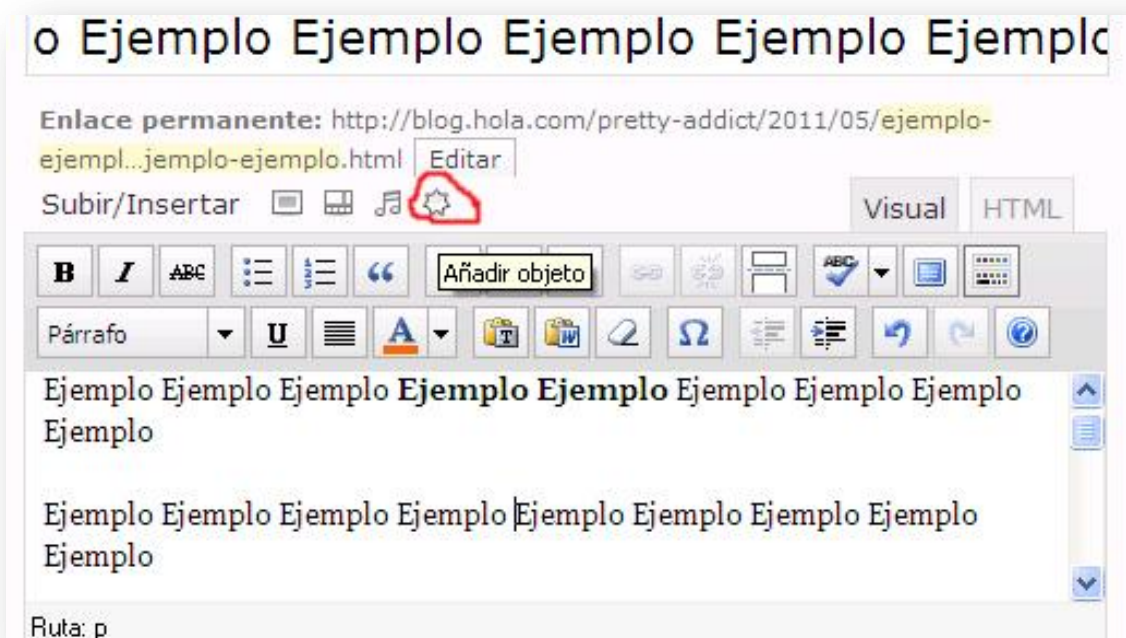 o Ejemplo Ejemplo Ejemplo Ejemplo Ejemplo
Enlace permanente: http://blog.hola.com/pretty-addict/2011/05/ejemplo-
ejempl...jemplo-ejemplo.html Editar
Subir/Insertar Visual HTML
B I ABC Añadir objeto ABC
Párrafo U A T W Ω
Ejemplo Ejemplo Ejemplo Ejemplo Ejemplo Ejemplo Ejemplo Ejemplo
Ejemplo
Ejemplo Ejemplo Ejemplo Ejemplo Ejemplo Ejemplo Ejemplo Ejemplo
Ejemplo
Ruta: p